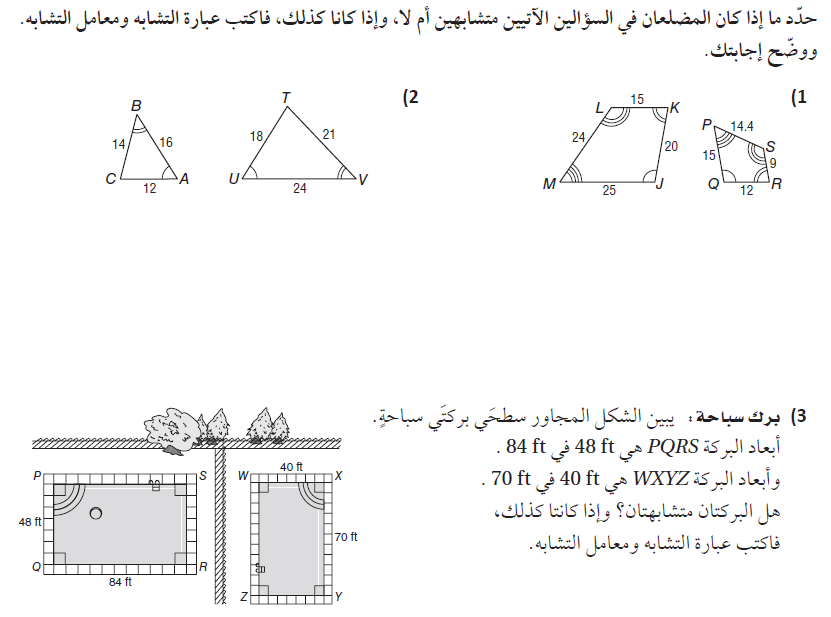 حدّد ما إذا كان المضلعان في السؤالين الآتيين متشابهين أم لا، وإذا كانا كذلك، فاكتب عبارة التشابه ومعامل التشابه.
ووضّح إجابتك.
(1
L 15 K
24 20
M 25 J
P 14.4 S
15 9
Q 12 R
(2
T
18 21
U 24 V
B
14 16
C 12 A
(3 برك سباحة : يبين الشكل المجاور سطحَي بركتَي سباحةٍ.
أبعاد البركة PQRS هي 48 ft في 84 ft .
وأبعاد البركة WXYZ هي 40 ft في 70 ft .
هل البركتان متشابهتان؟ وإذا كانتا كذلك،
فاكتب عبارة التشابه ومعامل التشابه.
P S
48 ft
Q R
84 ft
40 ft
W X
70 ft
Z Y